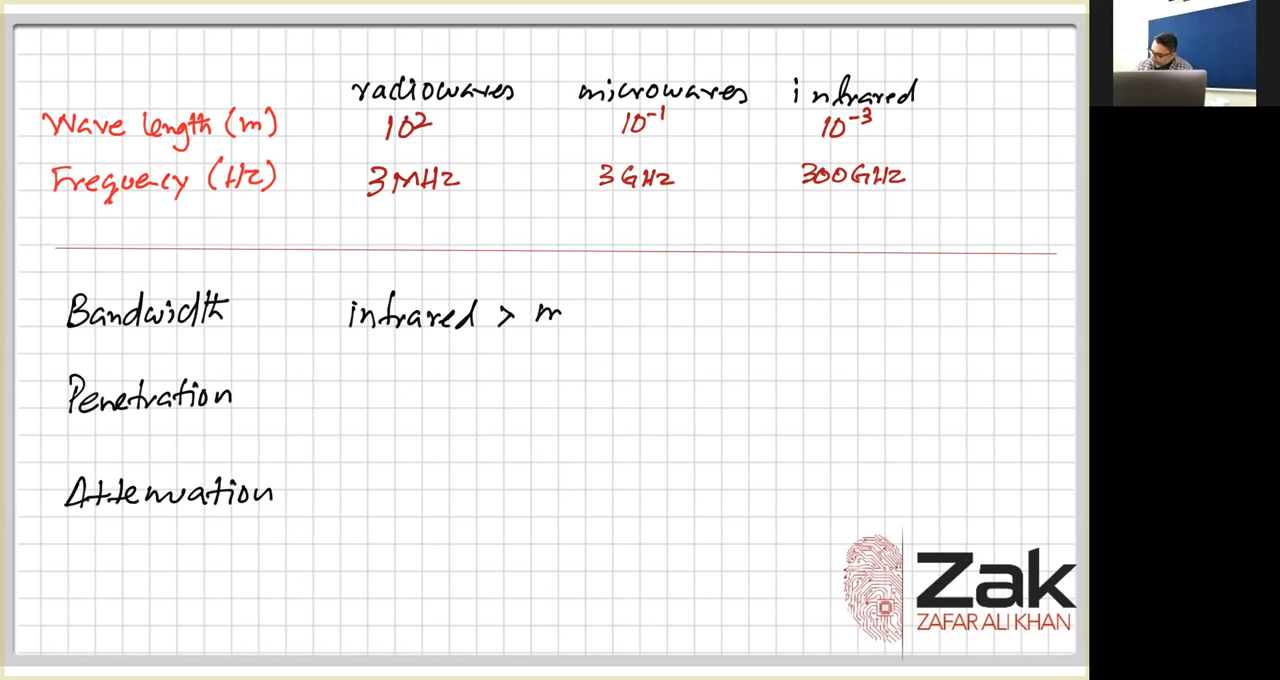 radiowaves microwaves infrared
Wave length (m) 10² 10⁻¹ 10⁻³
Frequency (Hz) 3MHz 3GHz 300GHz
Bandwidth infrared > m
Penetration
Attenuation
Zak
ZAFAR ALI KHAN